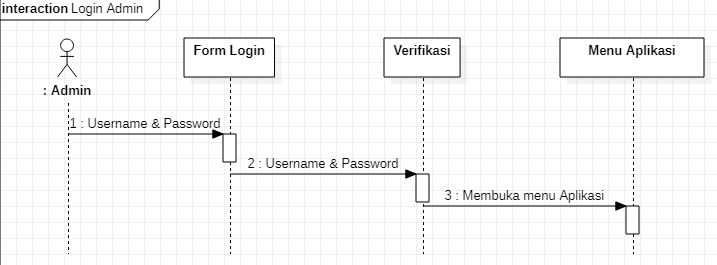 interaction Login Admin
Form Login
Verifikasi
Menu Aplikasi
: Admin
1 : Username & Password
2 : Username & Password
3 : Membuka menu Aplikasi